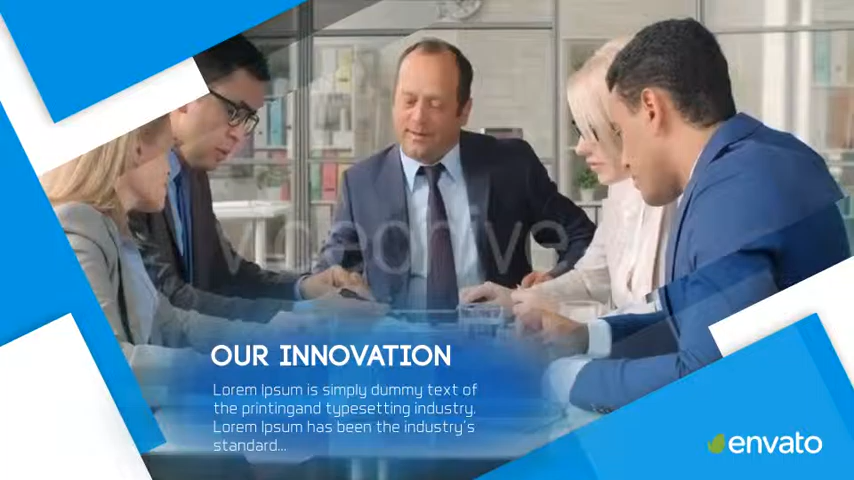 videohive
OUR INNOVATION
Lorem Ipsum is simply dummy text of
the printingand typesetting industry.
Lorem Ipsum has been the industry's
standard...
envato